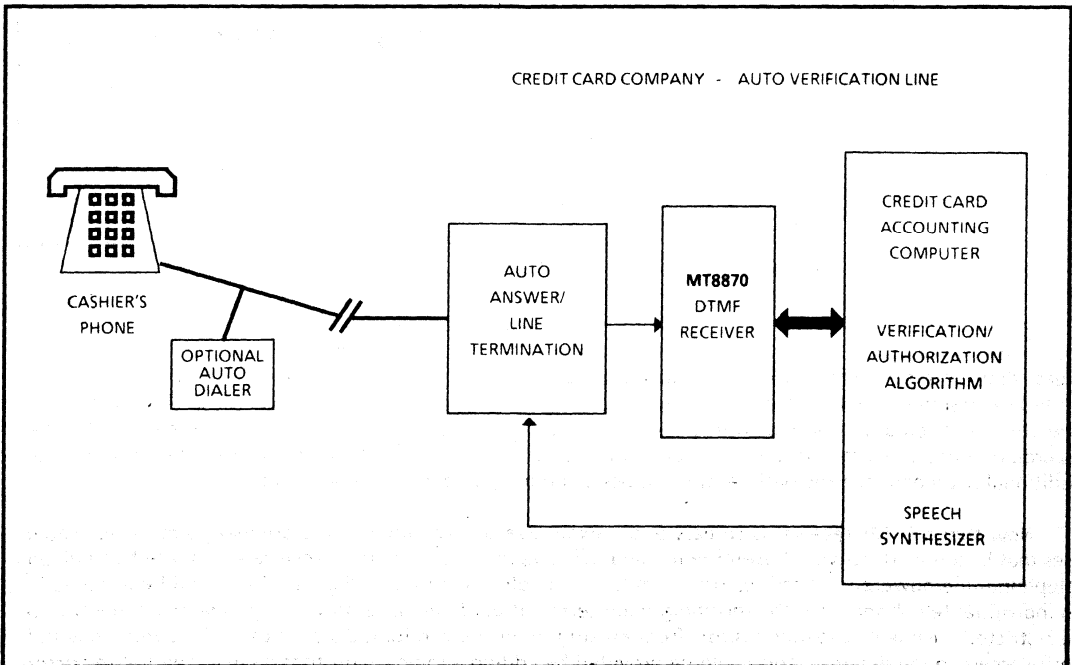 CREDIT CARD COMPANY - AUTO VERIFICATION LINE
CASHIER'S
PHONE
OPTIONAL
AUTO
DIALER
AUTO
ANSWER/
LINE
TERMINATION
MT8870
DTMF
RECEIVER
CREDIT CARD
ACCOUNTING
COMPUTER
VERIFICATION/
AUTHORIZATION
ALGORITHM
SPEECH
SYNTHESIZER